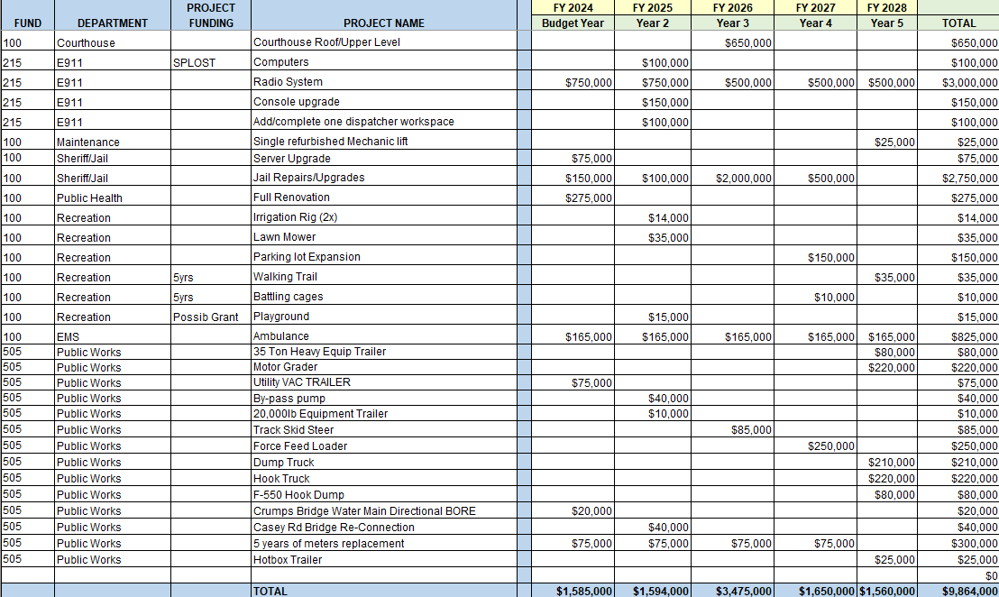 PROJECT FY 2024 FY 2025 FY 2026 FY 2027 FY 2028
FUND DEPARTMENT FUNDING PROJECT NAME Budget Year Year 2 Year 3 Year 4 Year 5 TOTAL
100 Courthouse Courthouse Roof/Upper Level $650,000 $650,000
215 E911 SPLOST Computers $100,000 $100,000
215 E911 Radio System $750,000 $750,000 $500,000 $500,000 $500,000 $3,000,000
215 E911 Console upgrade $150,000 $150,000
215 E911 Add/complete one dispatcher workspace $100,000 $100,000
100 Maintenance Single refurbished Mechanic lift $25,000 $25,000
100 Sheriff/Jail Server Upgrade $75,000 $75,000
100 Sheriff/Jail Jail Repairs/Upgrades $150,000 $100,000 $2,000,000 $500,000 $2,750,000
100 Public Health Full Renovation $275,000 $275,000
100 Recreation Irrigation Rig (2x) $14,000 $14,000
100 Recreation Lawn Mower $35,000 $35,000
100 Recreation Parking lot Expansion $150,000 $150,000
100 Recreation 5yrs Walking Trail $35,000 $35,000
100 Recreation 5yrs Battling cages $10,000 $10,000
100 Recreation Possib Grant Playground $15,000 $15,000
100 EMS Ambulance $165,000 $165,000 $165,000 $165,000 $165,000 $825,000
505 Public Works 35 Ton Heavy Equip Trailer $80,000 $80,000
505 Public Works Motor Grader $220,000 $220,000
505 Public Works Utility VAC TRAILER $75,000 $75,000
505 Public Works By-pass pump $40,000 $40,000
505 Public Works 20,000lb Equipment Trailer $10,000 $10,000
505 Public Works Track Skid Steer $85,000 $85,000
505 Public Works Force Feed Loader $250,000 $250,000
505 Public Works Dump Truck $210,000 $210,000
505 Public Works Hook Truck $220,000 $220,000
505 Public Works F-550 Hook Dump $80,000 $80,000
505 Public Works Crumps Bridge Water Main Directional BORE $20,000 $20,000
505 Public Works Casey Rd Bridge Re-Connection $40,000 $40,000
505 Public Works 5 years of meters replacement $75,000 $75,000 $75,000 $75,000 $300,000
505 Public Works Hotbox Trailer $25,000 $25,000
$0
TOTAL $1,585,000 $1,594,000 $3,475,000 $1,650,000 $1,560,000 $9,864,000